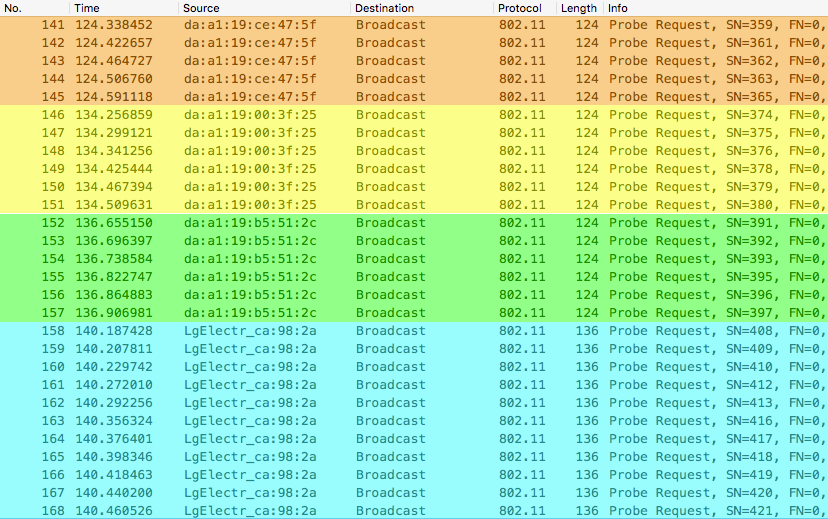 No. Time Source Destination Protocol Length Info
141 124.338452 da:a1:19:ce:47:5f Broadcast 802.11 124 Probe Request, SN=359, FN=0,
142 124.422657 da:a1:19:ce:47:5f Broadcast 802.11 124 Probe Request, SN=361, FN=0,
143 124.464727 da:a1:19:ce:47:5f Broadcast 802.11 124 Probe Request, SN=362, FN=0,
144 124.506760 da:a1:19:ce:47:5f Broadcast 802.11 124 Probe Request, SN=363, FN=0,
145 124.591118 da:a1:19:ce:47:5f Broadcast 802.11 124 Probe Request, SN=365, FN=0,
146 134.256859 da:a1:19:00:3f:25 Broadcast 802.11 124 Probe Request, SN=374, FN=0,
147 134.299121 da:a1:19:00:3f:25 Broadcast 802.11 124 Probe Request, SN=375, FN=0,
148 134.341256 da:a1:19:00:3f:25 Broadcast 802.11 124 Probe Request, SN=376, FN=0,
149 134.425444 da:a1:19:00:3f:25 Broadcast 802.11 124 Probe Request, SN=378, FN=0,
150 134.467394 da:a1:19:00:3f:25 Broadcast 802.11 124 Probe Request, SN=379, FN=0,
151 134.509631 da:a1:19:00:3f:25 Broadcast 802.11 124 Probe Request, SN=380, FN=0,
152 136.655150 da:a1:19:b5:51:2c Broadcast 802.11 124 Probe Request, SN=391, FN=0,
153 136.696397 da:a1:19:b5:51:2c Broadcast 802.11 124 Probe Request, SN=392, FN=0,
154 136.738584 da:a1:19:b5:51:2c Broadcast 802.11 124 Probe Request, SN=393, FN=0,
155 136.822747 da:a1:19:b5:51:2c Broadcast 802.11 124 Probe Request, SN=395, FN=0,
156 136.864883 da:a1:19:b5:51:2c Broadcast 802.11 124 Probe Request, SN=396, FN=0,
157 136.906981 da:a1:19:b5:51:2c Broadcast 802.11 124 Probe Request, SN=397, FN=0,
158 140.187428 LgElectr_ca:98:2a Broadcast 802.11 136 Probe Request, SN=408, FN=0,
159 140.207811 LgElectr_ca:98:2a Broadcast 802.11 136 Probe Request, SN=409, FN=0,
160 140.229742 LgElectr_ca:98:2a Broadcast 802.11 136 Probe Request, SN=410, FN=0,
161 140.272010 LgElectr_ca:98:2a Broadcast 802.11 136 Probe Request, SN=412, FN=0,
162 140.292256 LgElectr_ca:98:2a Broadcast 802.11 136 Probe Request, SN=413, FN=0,
163 140.356324 LgElectr_ca:98:2a Broadcast 802.11 136 Probe Request, SN=416, FN=0,
164 140.376401 LgElectr_ca:98:2a Broadcast 802.11 136 Probe Request, SN=417, FN=0,
165 140.398346 LgElectr_ca:98:2a Broadcast 802.11 136 Probe Request, SN=418, FN=0,
166 140.418463 LgElectr_ca:98:2a Broadcast 802.11 136 Probe Request, SN=419, FN=0,
167 140.440200 LgElectr_ca:98:2a Broadcast 802.11 136 Probe Request, SN=420, FN=0,
168 140.460526 LgElectr_ca:98:2a Broadcast 802.11 136 Probe Request, SN=421, FN=0,